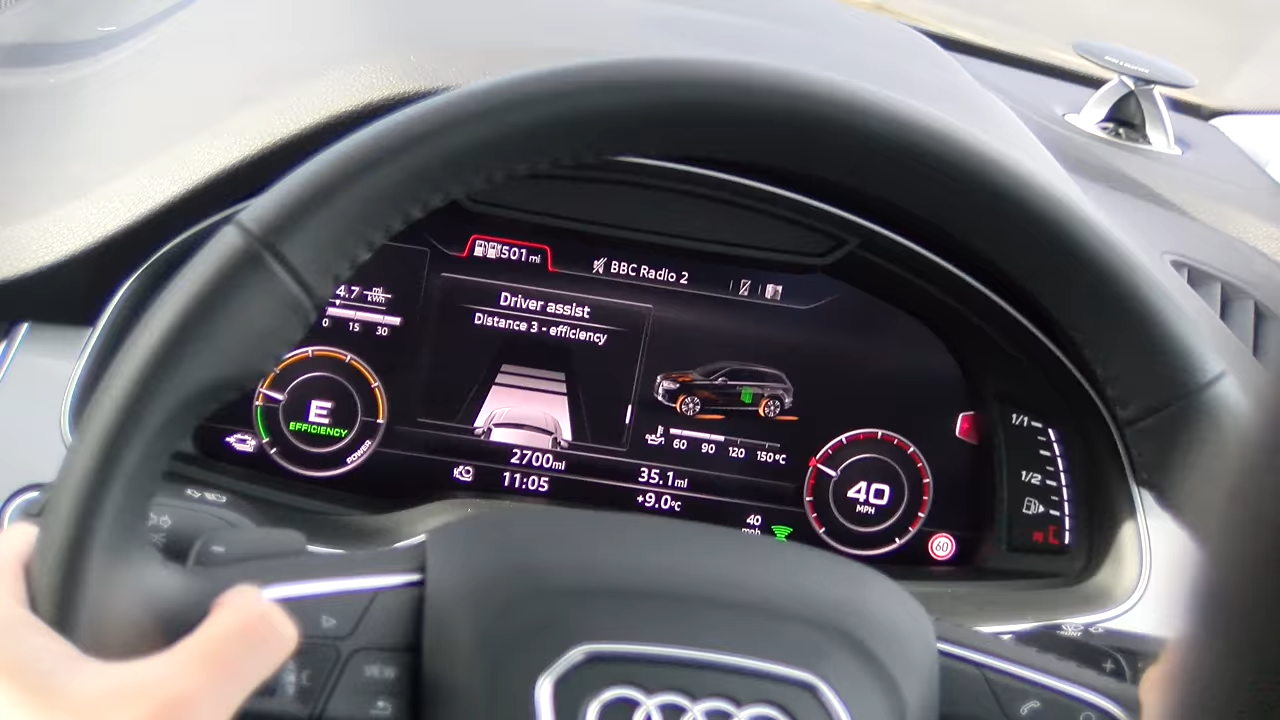 501 mi
BBC Radio 2
4.7 mi/kWh
0 15 30
Driver assist
Distance 3 - efficiency
E
EFFICIENCY
POWER
60 90 120 150°C
2700mi
35.1mi
11:05
+9.0°C
40
mph
40
MPH
60
1/1
1/2
VIEW
FRONT